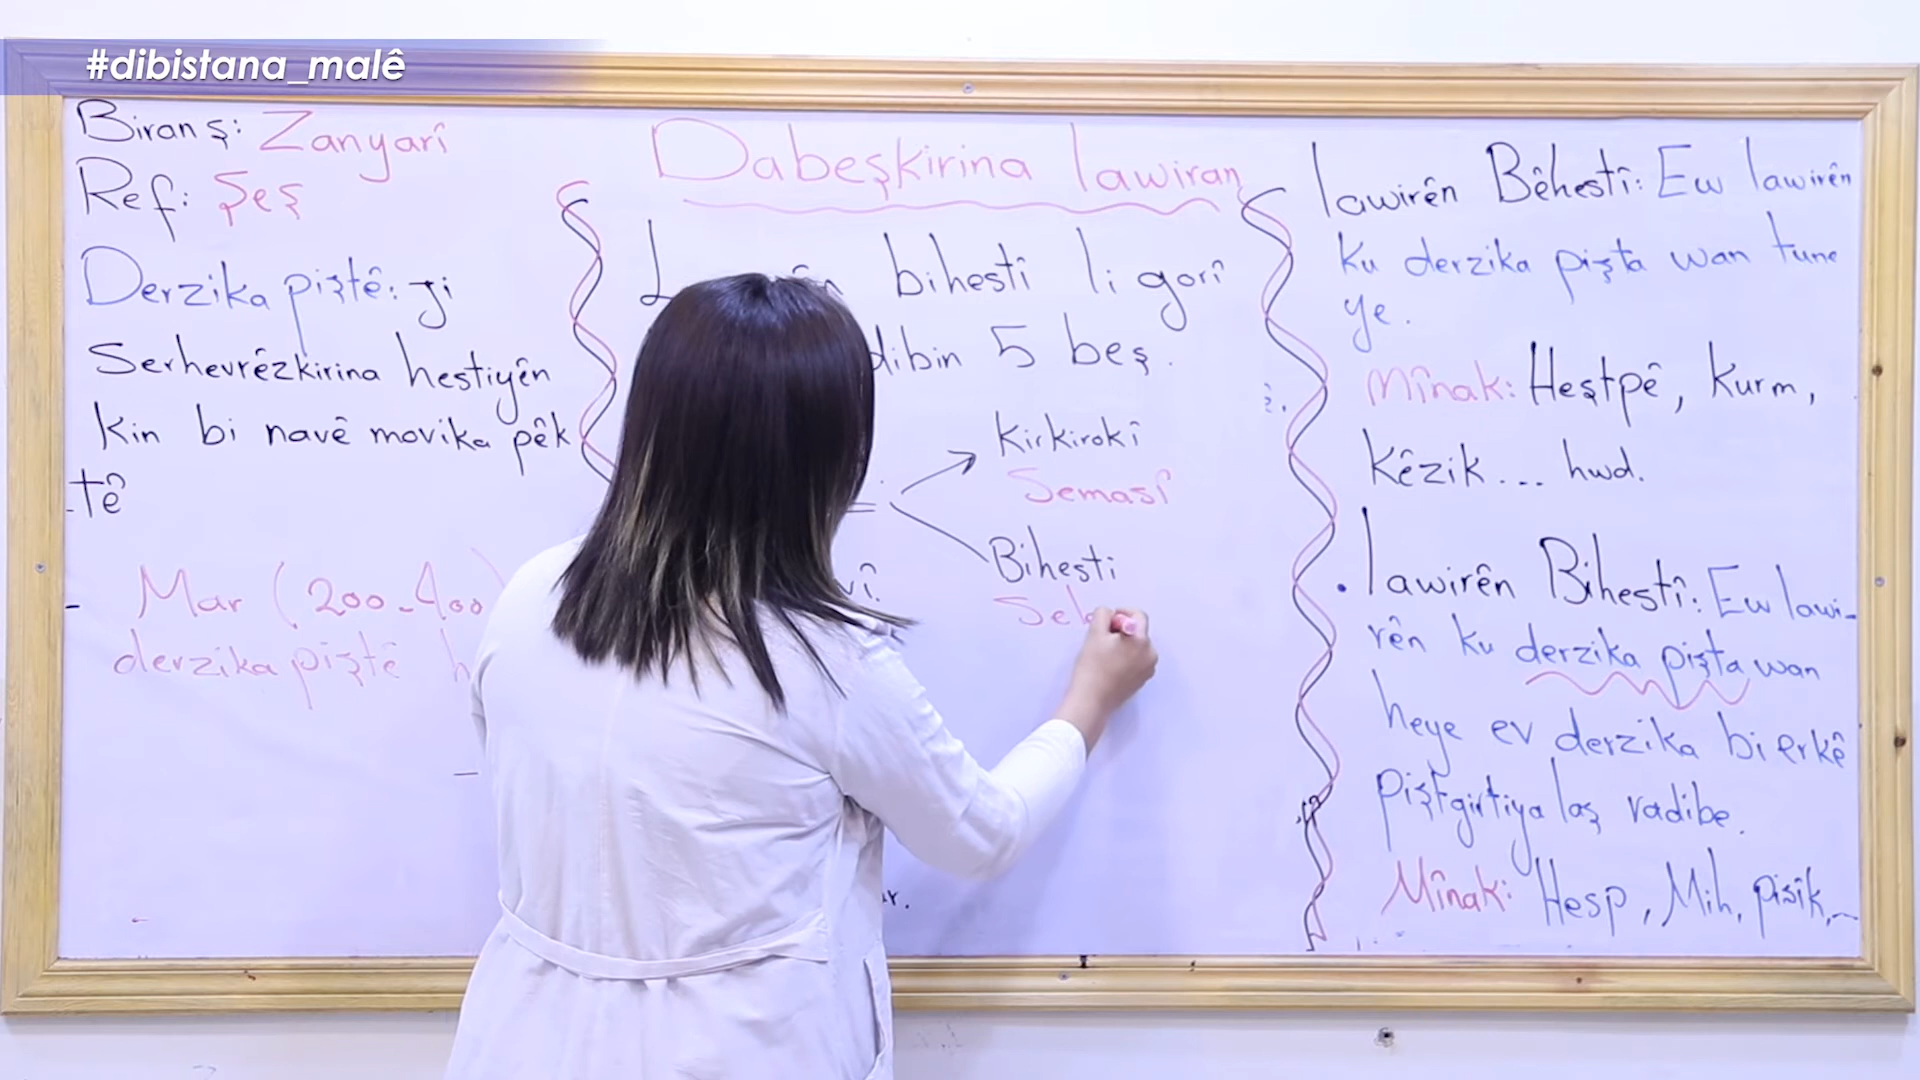 #dibistana_malê
Biranş: Zanyarî
Ref: Şeş
Derzika piştê: Ji
Serhevrêzkirina hestiyên
Kin bi navê movika pêk
tê
- Mar (200-400)
derzika piştê
Dabeşkirina lawiran
bihestî li gorî
dibin 5 beş.
Kirkirokî
Semasî
Bihesti
lawirên Bêhestî: Ew lawirên
Ku derzika pişta wan tune
ye.
Mînak: Heştpê, Kurm,
Kêzik... hwd.
. lawirên Bihestî: Ew lawi-
rên ku derzika pişta wan
heye ev derzika bi erkê
piştgirtiya laş radibe.
Mînak: Hesp, Mih, pisîk,